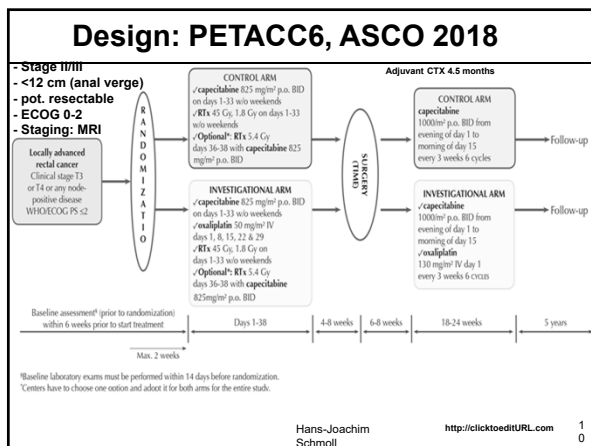 Design: PETACC6, ASCO 2018
- Stage II/III
- <12 cm (anal verge)
- pot. resectable
- ECOG 0-2
- Staging: MRI
Locally advanced
rectal cancer
Clinical stage T3
or T4 or any node-
positive disease
WHO/ECOG PS ≤2
RANDOMIZATIO
CONTROL ARM
✓capecitabine 825 mg/m² p.o. BID
on days 1-33 w/o weekends
✓RTx 45 Gy, 1.8 Gy on days 1-33
w/o weekends
✓Optional*: RTx 5.4 Gy
days 36-38 with capecitabine 825
mg/m² p.o. BID
INVESTIGATIONAL ARM
✓capecitabine 825 mg/m² p.o. BID
on days 1-33 w/o weekends
✓oxaliplatin 50 mg/m² IV
days 1, 8, 15, 22 & 29
✓RTx 45 Gy, 1.8 Gy on days 1-33
w/o weekends
✓Optional*: RTx 5.4 Gy
days 36-38 with capecitabine
825mg/m² p.o. BID
SURGERY
(TIME)
Adjuvant CTX 4.5 months
CONTROL ARM
capecitabine
1000/m² p.o. BID from
evening of day 1 to
morning of day 15
every 3 weeks 6 cycles
Follow-up
INVESTIGATIONAL ARM
✓capecitabine
1000/m² p.o. BID from
evening of day 1 to
morning of day 15
✓oxaliplatin
130 mg/m² IV day 1
every 3 weeks 6 CYCLES
Follow-up
Baseline assessment§ (prior to randomization)
within 6 weeks prior to start treatment
Days 1-38
4-8 weeks
6-8 weeks
18-24 weeks
5 years
Max. 2 weeks
§Baseline laboratory exams must be performed within 14 days before randomization.
*Centers have to choose one option and adopt it for both arms for the entire study.
Hans-Joachim
Schmoll
http://clicktoeditURL.com
1
0